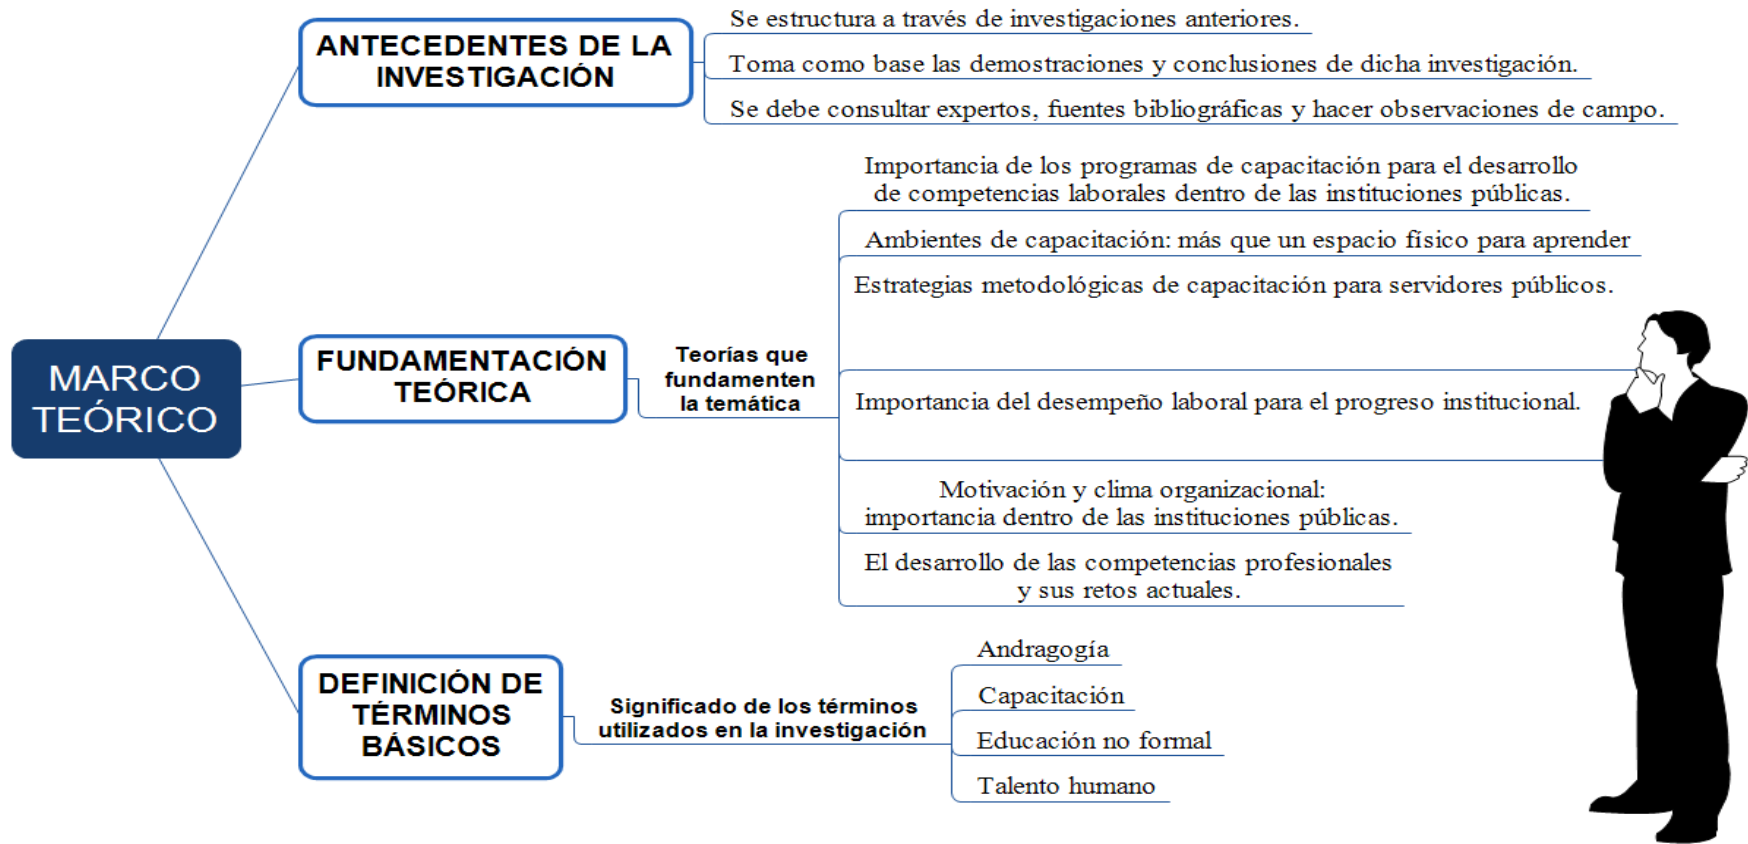 MARCO
TEÓRICO
ANTECEDENTES DE LA
INVESTIGACIÓN
Se estructura a través de investigaciones anteriores.
Toma como base las demostraciones y conclusiones de dicha investigación.
Se debe consultar expertos, fuentes bibliográficas y hacer observaciones de campo.
FUNDAMENTACIÓN
TEÓRICA
Teorías que
fundamenten
la temática
Importancia de los programas de capacitación para el desarrollo
de competencias laborales dentro de las instituciones públicas.
Ambientes de capacitación: más que un espacio físico para aprender
Estrategias metodológicas de capacitación para servidores públicos.
Importancia del desempeño laboral para el progreso institucional.
Motivación y clima organizacional:
importancia dentro de las instituciones públicas.
El desarrollo de las competencias profesionales
y sus retos actuales.
DEFINICIÓN DE
TÉRMINOS
BÁSICOS
Significado de los términos
utilizados en la investigación
Andragogía
Capacitación
Educación no formal
Talento humano